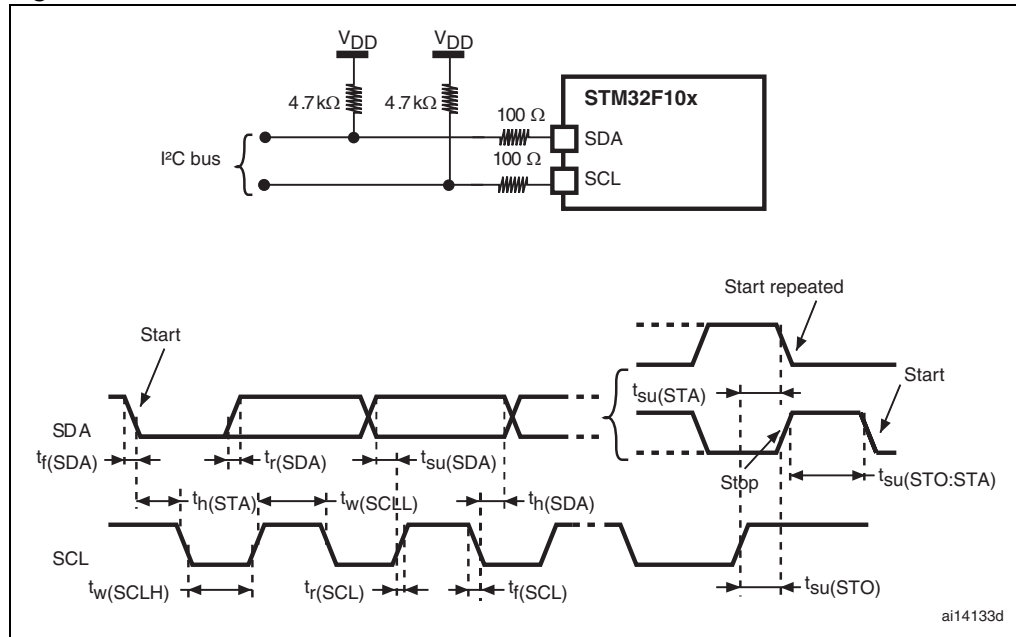 VDD VDD
4.7kΩ 4.7kΩ
STM32F10x
100 Ω
SDA
I²C bus
100 Ω
SCL
Start repeated
Start
Start
tsu(STA)
SDA
tf(SDA) tr(SDA) tsu(SDA)
Stop tsu(STO:STA)
th(STA) tw(SCLL) th(SDA)
SCL
tw(SCLH) tr(SCL) tf(SCL) tsu(STO)
ai14133d